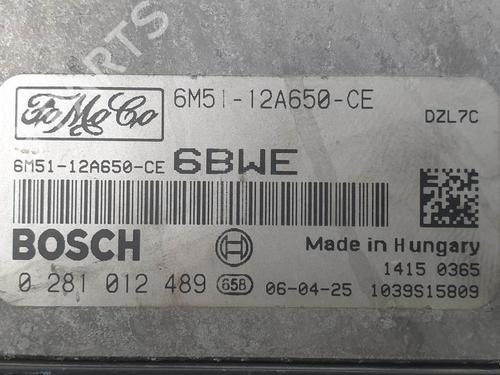 PARTS
FoMoCo 6M51-12A650-CE DZL7C
6M51-12A650-CE 6BWE
BOSCH Made in Hungary
1415 0365
0 281 012 489 658 06-04-25 1039S15809